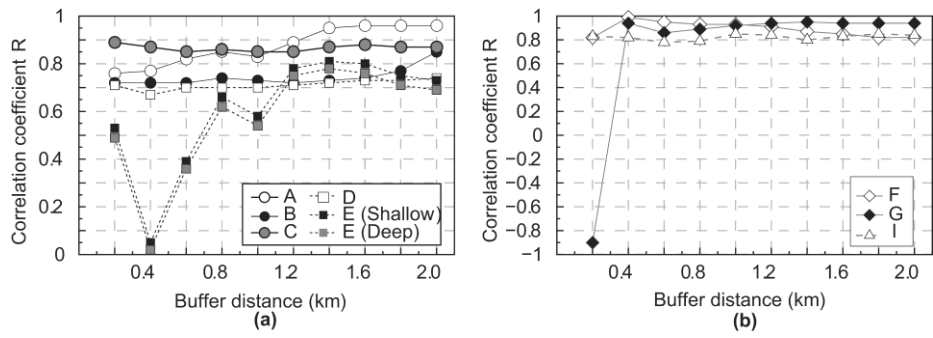 1
0.8
0.6
0.4
0.2
0
Correlation coefficient R
0.4 0.8 1.2 1.6 2.0
Buffer distance (km)
A D
B E (Shallow)
C E (Deep)
(a)
1
0.8
0.6
0.4
0.2
0
−0.2
−0.4
−0.6
−0.8
−1
Correlation coefficient R
0.4 0.8 1.2 1.6 2.0
Buffer distance (km)
F
G
I
(b)